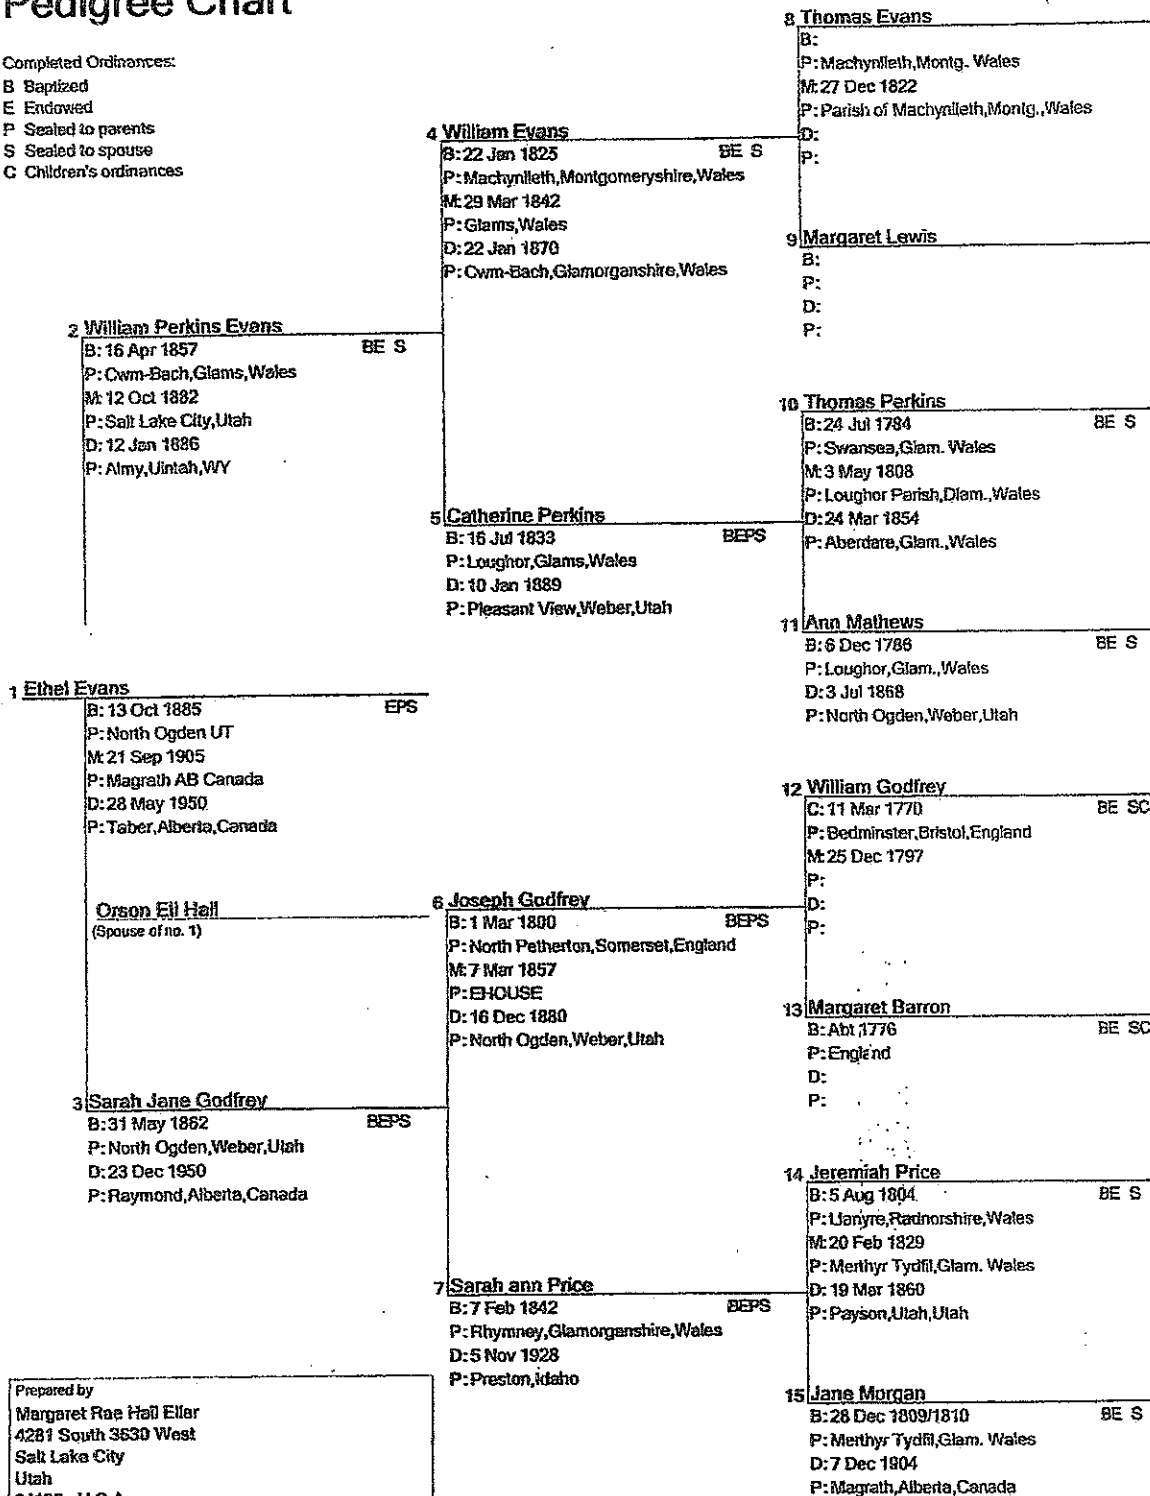 Pedigree Chart
Completed Ordinances:
B Baptized
E Endowed
P Sealed to parents
S Sealed to spouse
C Children's ordinances
8 Thomas Evans
B:
P: Machynlleth,Montg. Wales
M: 27 Dec 1822
P: Parish of Machynlleth,Montg.,Wales
D:
P:
4 William Evans
B: 22 Jan 1825 BE S
P: Machynlleth,Montgomeryshire,Wales
M: 29 Mar 1842
P: Glams,Wales
D: 22 Jan 1870
P: Cwm-Bach,Glamorganshire,Wales
9 Margaret Lewis
B:
P:
D:
P:
2 William Perkins Evans
B: 16 Apr 1857 BE S
P: Cwm-Bach,Glams,Wales
M: 12 Oct 1882
P: Salt Lake City,Utah
D: 12 Jan 1886
P: Almy,Uintah,WY
10 Thomas Perkins
B: 24 Jul 1784 BE S
P: Swansea,Glam. Wales
M: 3 May 1808
P: Loughor Parish,Dlam.,Wales
D: 24 Mar 1854
P: Aberdare,Glam.,Wales
5 Catherine Perkins
B: 16 Jul 1833 BEPS
P: Loughor,Glams,Wales
D: 10 Jan 1889
P: Pleasant View,Weber,Utah
11 Ann Mathews
B: 6 Dec 1786 BE S
P: Loughor,Glam.,Wales
D: 3 Jul 1868
P: North Ogden,Weber,Utah
1 Ethel Evans
B: 13 Oct 1885 EPS
P: North Ogden UT
M: 21 Sep 1905
P: Magrath AB Canada
D: 28 May 1950
P: Taber,Alberta,Canada
Orson Eli Hall
(Spouse of no. 1)
12 William Godfrey
C: 11 Mar 1770 BE SC
P: Bedminster,Bristol,England
M: 25 Dec 1797
P:
D:
P:
6 Joseph Godfrey
B: 1 Mar 1800 BEPS
P: North Petherton,Somerset,England
M: 7 Mar 1857
P: EHOUSE
D: 16 Dec 1880
P: North Ogden,Weber,Utah
13 Margaret Barron
B: Abt 1776 BE SC
P: England
D:
P:
3 Sarah Jane Godfrey
B: 31 May 1862 BEPS
P: North Ogden,Weber,Utah
D: 23 Dec 1950
P: Raymond,Alberta,Canada
14 Jeremiah Price
B: 5 Aug 1804 BE S
P: Llanyre,Radnorshire,Wales
M: 20 Feb 1829
P: Merthyr Tydfil,Glam. Wales
D: 19 Mar 1860
P: Payson,Utah,Utah
7 Sarah ann Price
B: 7 Feb 1842 BEPS
P: Rhymney,Glamorganshire,Wales
D: 5 Nov 1928
P: Preston,Idaho
15 Jane Morgan
B: 28 Dec 1809/1810 BE S
P: Merthyr Tydfil,Glam. Wales
D: 7 Dec 1904
P: Magrath,Alberta,Canada
Prepared by
Margaret Rae Hall Eller
4281 South 3630 West
Salt Lake City
Utah